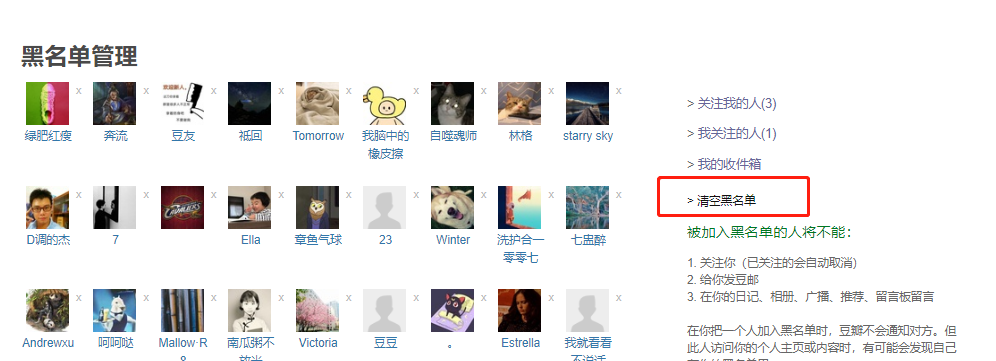 黑名单管理
x x x x x x x x x
绿肥红瘦 奔流 豆友 祗回 Tomorrow 我脑中的 自噬魂师 林格 starry sky
橡皮擦
x x x x x x x x x
D调的杰 7 Ella 章鱼气球 23 Winter 洗护合一 七蛊醉
零零七
x x x x x x x x x
Andrewxu 呵呵哒 Mallow·R 南瓜粥不 Victoria 豆豆 。 Estrella 我就看看
> 关注我的人(3)
> 我关注的人(1)
> 我的收件箱
> 清空黑名单
被加入黑名单的人将不能：
1. 关注你（已关注的会自动取消）
2. 给你发豆邮
3. 在你的日记、相册、广播、推荐、留言板留言
在你把一个人加入黑名单时，豆瓣不会通知对方。但
此人访问你的个人主页或内容时，有可能会发现自己